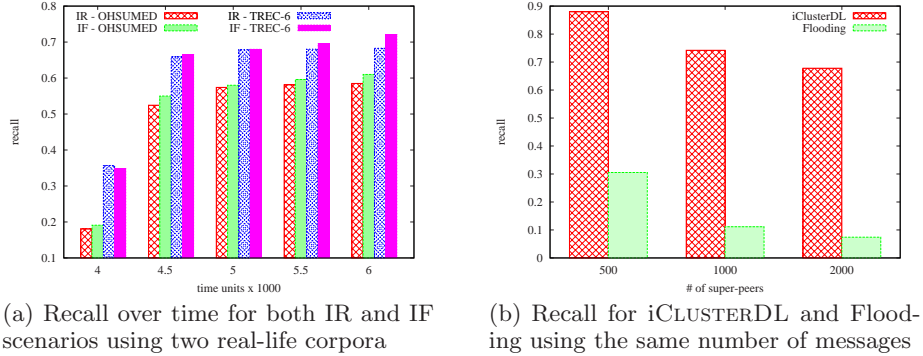 IR - OHSUMED
IF - OHSUMED
IR - TREC-6
IF - TREC-6
0.8
0.7
0.6
0.5
0.4
0.3
0.2
0.1
recall
4 4.5 5 5.5 6
time units x 1000
(a) Recall over time for both IR and IF
scenarios using two real-life corpora
iClusterDL
Flooding
0.9
0.8
0.7
0.6
0.5
0.4
0.3
0.2
0.1
0
recall
500 1000 2000
# of super-peers
(b) Recall for iCLUSTERDL and Flood-
ing using the same number of messages